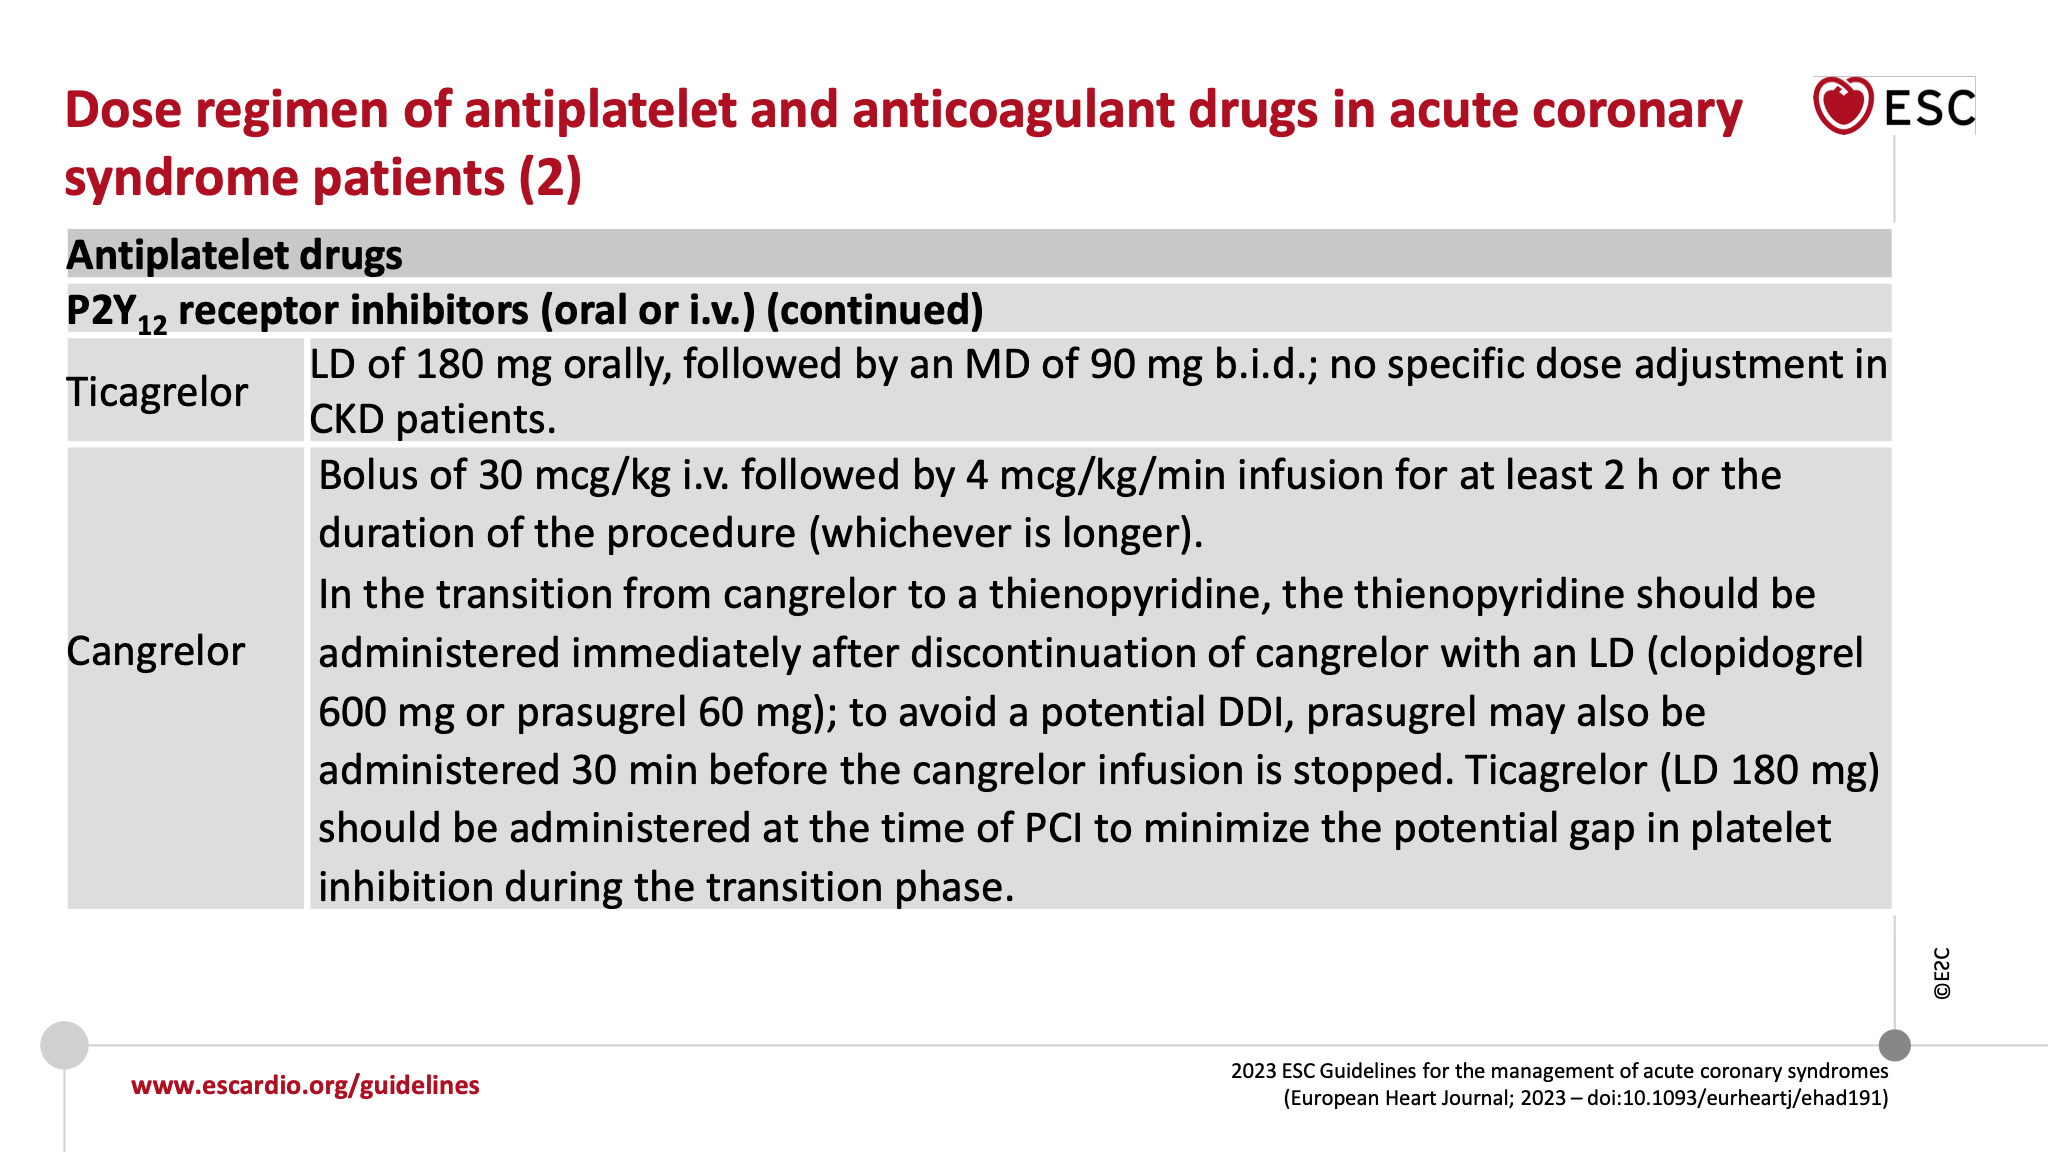 Dose regimen of antiplatelet and anticoagulant drugs in acute coronary
syndrome patients (2)
ESC
Antiplatelet drugs
P2Y12 receptor inhibitors (oral or i.v.) (continued)
Ticagrelor
LD of 180 mg orally, followed by an MD of 90 mg b.i.d.; no specific dose adjustment in
CKD patients.
Cangrelor
Bolus of 30 mcg/kg i.v. followed by 4 mcg/kg/min infusion for at least 2 h or the
duration of the procedure (whichever is longer).
In the transition from cangrelor to a thienopyridine, the thienopyridine should be
administered immediately after discontinuation of cangrelor with an LD (clopidogrel
600 mg or prasugrel 60 mg); to avoid a potential DDI, prasugrel may also be
administered 30 min before the cangrelor infusion is stopped. Ticagrelor (LD 180 mg)
should be administered at the time of PCI to minimize the potential gap in platelet
inhibition during the transition phase.
©ESC
www.escardio.org/guidelines
2023 ESC Guidelines for the management of acute coronary syndromes
(European Heart Journal; 2023 – doi:10.1093/eurheartj/ehad191)